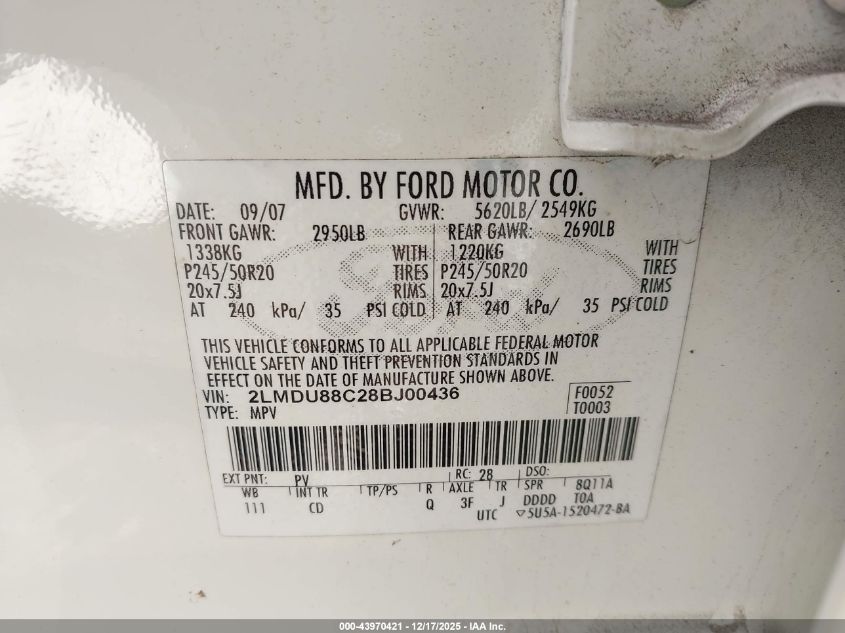 MFD. BY FORD MOTOR CO.
DATE: 09/07 GVWR: 5620LB/ 2549KG
FRONT GAWR: 2950LB REAR GAWR: 2690LB
1338KG WITH 1220KG WITH
P245/50R20 TIRES P245/50R20 TIRES
20x7.5J RIMS 20x7.5J RIMS
AT 240 kPa/ 35 PSI COLD AT 240 kPa/ 35 PSI COLD
THIS VEHICLE CONFORMS TO ALL APPLICABLE FEDERAL MOTOR
VEHICLE SAFETY AND THEFT PREVENTION STANDARDS IN
EFFECT ON THE DATE OF MANUFACTURE SHOWN ABOVE.
VIN: 2LMDU88C28BJ00436 F0052
TYPE: MPV T0003
EXT PNT: PV RC: 28 DSO:
WB INT TR TP/PS R AXLE TR SPR 8Q11A
111 CD Q 3F J DDDD TOA
UTC ▽5U5A-1520472-BA
000-43970421 - 12/17/2025 - IAA Inc.